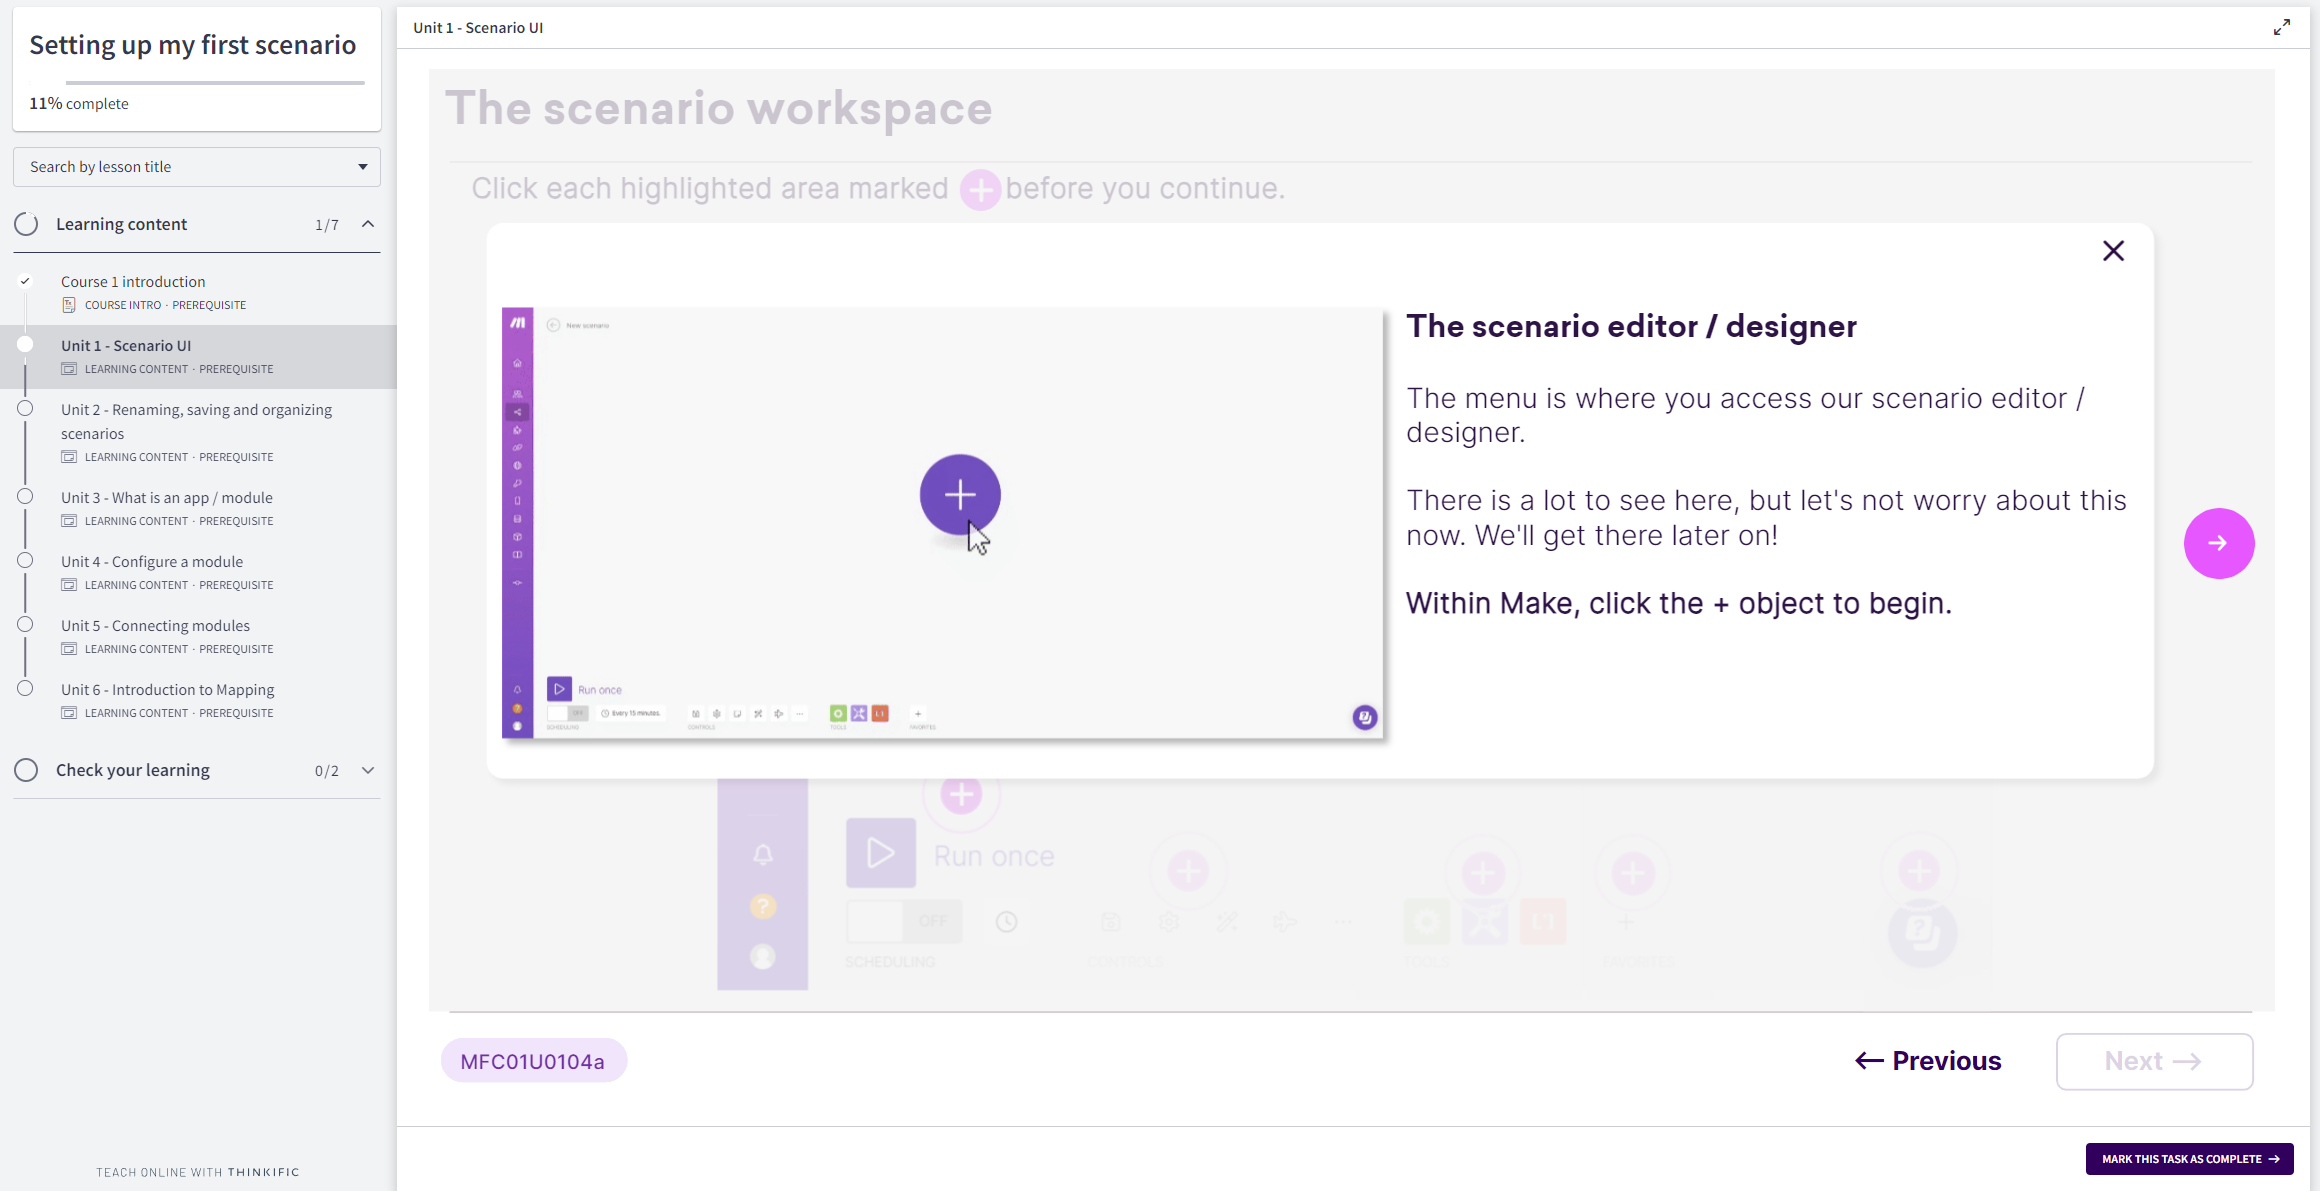 Setting up my first scenario
11% complete
Search by lesson title
Learning content 1/7
Course 1 introduction
COURSE INTRO · PREREQUISITE
Unit 1 - Scenario UI
LEARNING CONTENT · PREREQUISITE
Unit 2 - Renaming, saving and organizing
scenarios
LEARNING CONTENT · PREREQUISITE
Unit 3 - What is an app / module
LEARNING CONTENT · PREREQUISITE
Unit 4 - Configure a module
LEARNING CONTENT · PREREQUISITE
Unit 5 - Connecting modules
LEARNING CONTENT · PREREQUISITE
Unit 6 - Introduction to Mapping
LEARNING CONTENT · PREREQUISITE
Check your learning 0/2
TEACH ONLINE WITH THINKIFIC
Unit 1 - Scenario UI
The scenario workspace
Click each highlighted area marked + before you continue.
New scenario
Run once
OFF Every 15 minutes.
SCHEDULING CONTROLS TOOLS FAVORITES
The scenario editor / designer
The menu is where you access our scenario editor /
designer.
There is a lot to see here, but let's not worry about this
now. We'll get there later on!
Within Make, click the + object to begin.
Run once
OFF
SCHEDULING CONTROLS TOOLS FAVORITES
MFC01U0104a
← Previous
Next →
MARK THIS TASK AS COMPLETE →